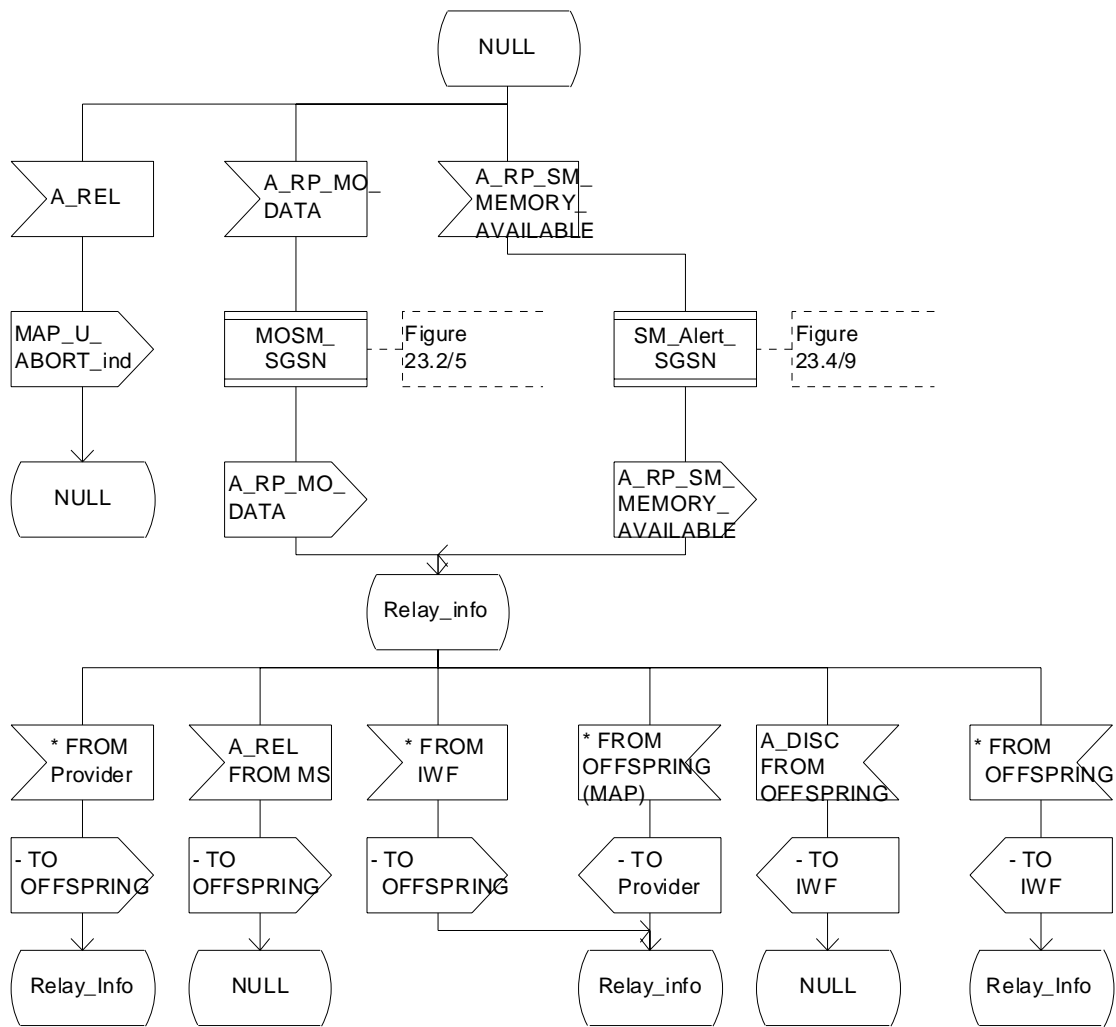 NULL
A_REL
A_RP_MO_
DATA
A_RP_SM_
MEMORY_
AVAILABLE
MAP_U_
ABORT_ind
MOSM_
SGSN
Figure
23.2/5
SM_Alert_
SGSN
Figure
23.4/9
NULL
A_RP_MO_
DATA
A_RP_SM_
MEMORY_
AVAILABLE
Relay_info
* FROM
Provider
A_REL
FROM MS
* FROM
IWF
* FROM
OFFSPRING
(MAP)
A_DISC
FROM
OFFSPRING
* FROM
OFFSPRING
- TO
OFFSPRING
- TO
OFFSPRING
- TO
OFFSPRING
- TO
Provider
- TO
IWF
- TO
IWF
Relay_Info
NULL
Relay_info
NULL
Relay_Info